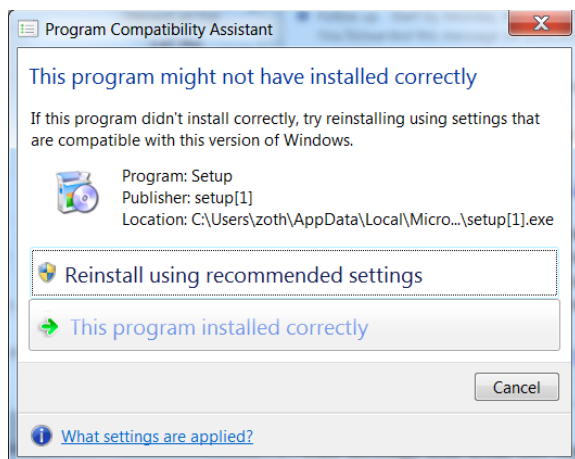 Program Compatibility Assistant
This program might not have installed correctly
If this program didn't install correctly, try reinstalling using settings that
are compatible with this version of Windows.
Program: Setup
Publisher: setup[1]
Location: C:\Users\zoth\AppData\Local\Micro...\setup[1].exe
Reinstall using recommended settings
This program installed correctly
Cancel
What settings are applied?